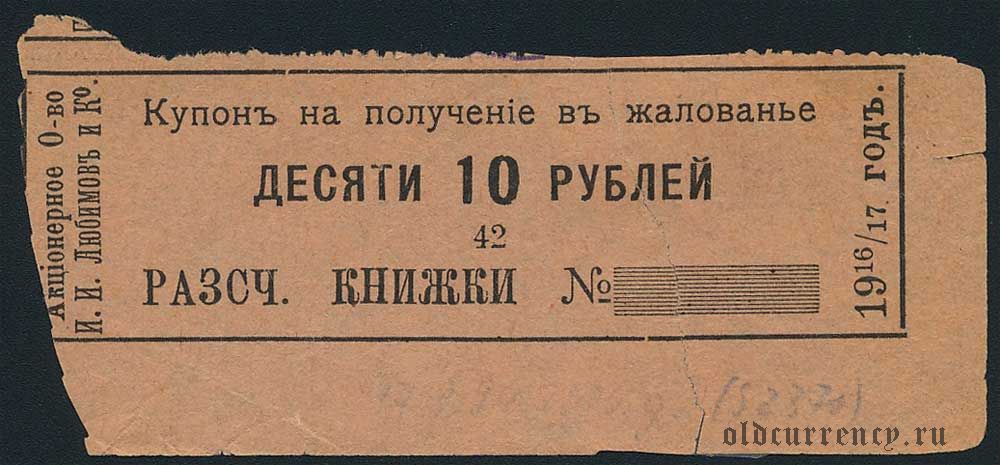 Акціонерное О-во
И. И. Любимовъ и Ко.
Купонъ на полученіе въ жалованье
ДЕСЯТИ 10 РУБЛЕЙ
42
РАЗСЧ. КНИЖКИ №
1916/17 годъ.
oldcurrency.ru